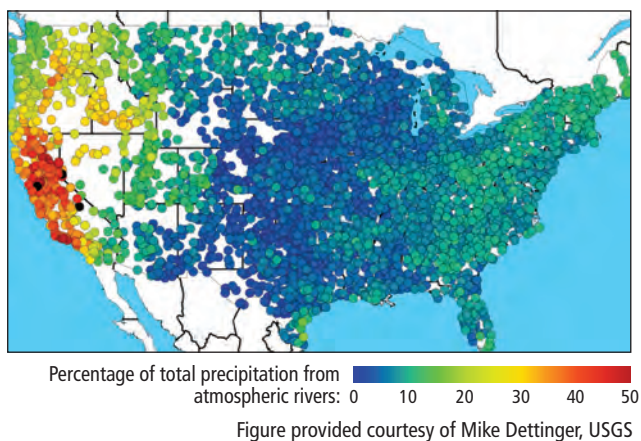 Percentage of total precipitation from
atmospheric rivers: 0 10 20 30 40 50
Figure provided courtesy of Mike Dettinger, USGS